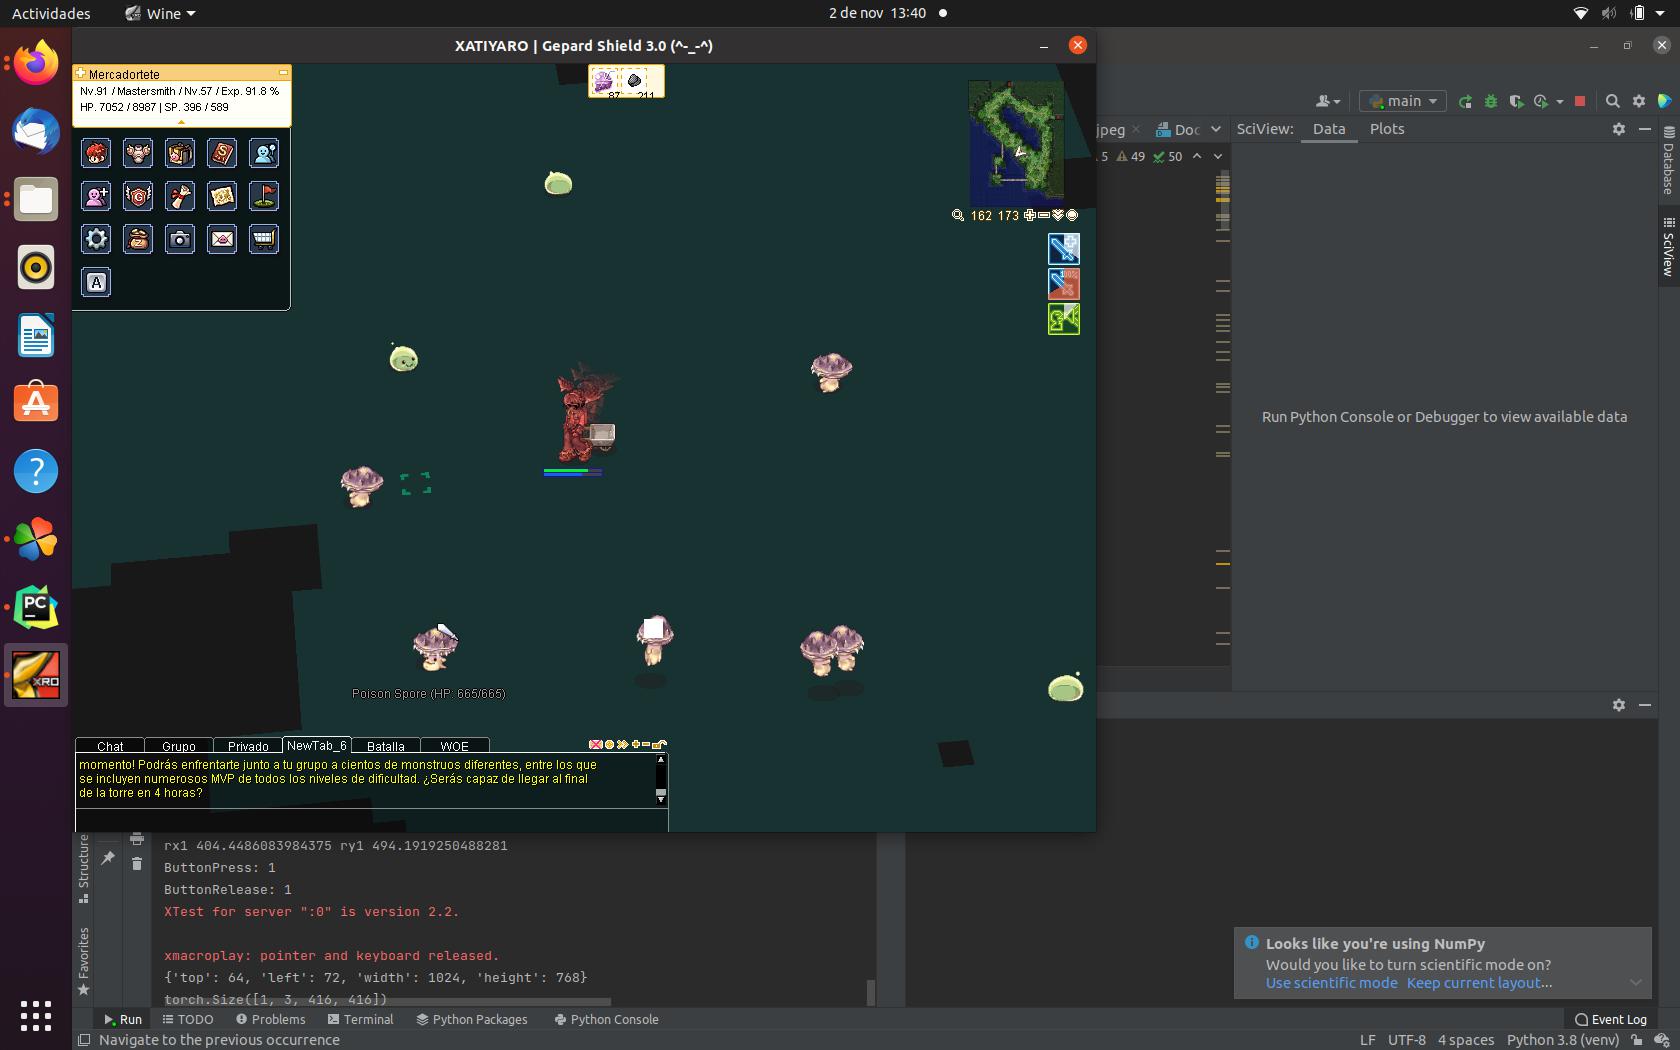 Actividades
Wine
2 de nov 13:40
XATIYARO | Gepard Shield 3.0 (^-_-^)
Mercadortete
Nv.91 / Mastersmith / Nv.57 / Exp. 91.8 %
HP. 7052 / 8987 | SP. 396 / 589
87 211
162 173
main
jpeg
Doc
SciView: Data Plots
5 49 50
Database
SciView
Run Python Console or Debugger to view available data
A
PC
XRO
Poison Spore (HP: 665/665)
Chat Grupo Privado NewTab_6 Batalla WOE
momento! Podrás enfrentarte junto a tu grupo a cientos de monstruos diferentes, entre los que
se incluyen numerosos MVP de todos los niveles de dificultad. ¿Serás capaz de llegar al final
de la torre en 4 horas?
Structure
Favorites
rx1 404.4486083984375 ry1 494.1919250488281
ButtonPress: 1
ButtonRelease: 1
XTest for server ":0" is version 2.2.
xmacroplay: pointer and keyboard released.
{'top': 64, 'left': 72, 'width': 1024, 'height': 768}
torch.Size([1, 3, 416, 416])
Looks like you're using NumPy
Would you like to turn scientific mode on?
Use scientific mode Keep current layout...
Run TODO Problems Terminal Python Packages Python Console
Event Log
Navigate to the previous occurrence
LF UTF-8 4 spaces Python 3.8 (venv)